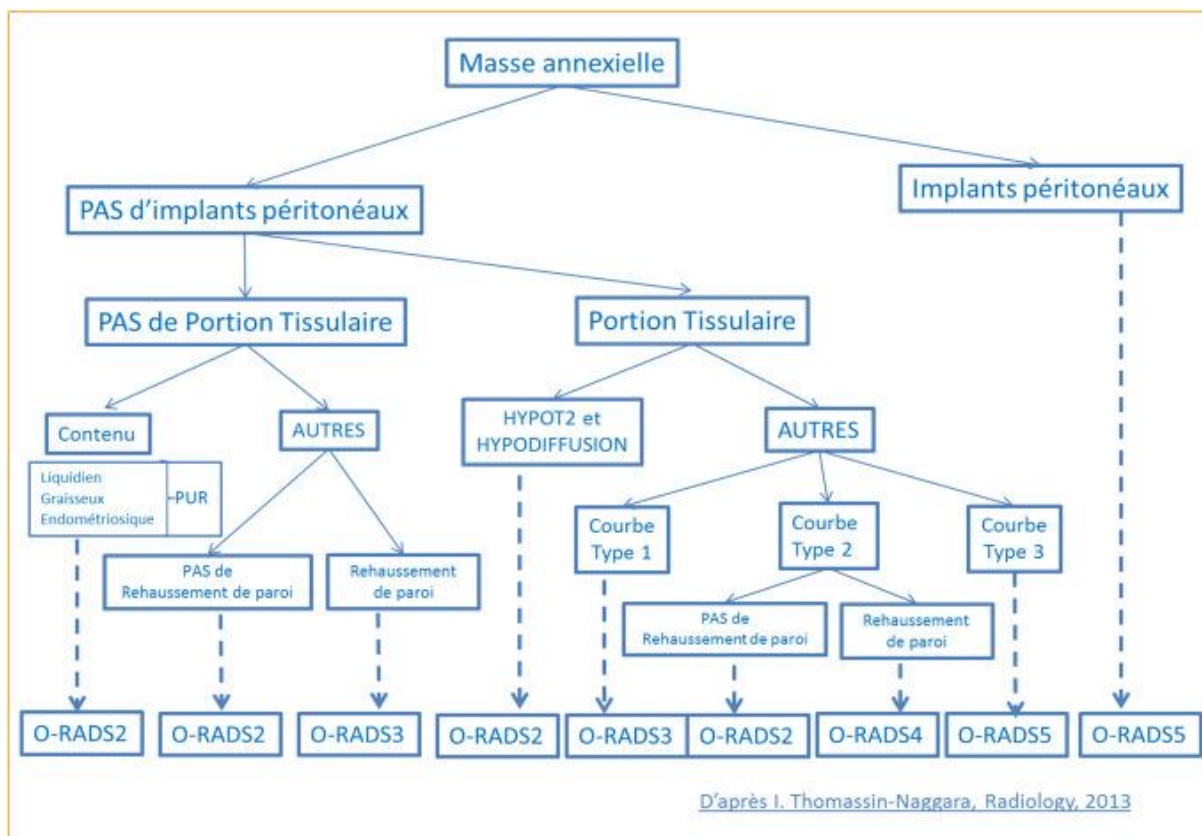 Masse annexielle
PAS d'implants péritonéaux
Implants péritonéaux
PAS de Portion Tissulaire
Portion Tissulaire
Contenu
AUTRES
HYPOT2 et
HYPODIFFUSION
AUTRES
Liquidien
Graisseux
Endométriosique
PUR
Courbe
Type 1
Courbe
Type 2
Courbe
Type 3
PAS de
Rehaussement de paroi
Rehaussement
de paroi
PAS de
Rehaussement de paroi
Rehaussement
de paroi
O-RADS2
O-RADS2
O-RADS3
O-RADS2
O-RADS3
O-RADS2
O-RADS4
O-RADS5
O-RADS5
D'après I. Thomassin-Naggara, Radiology, 2013